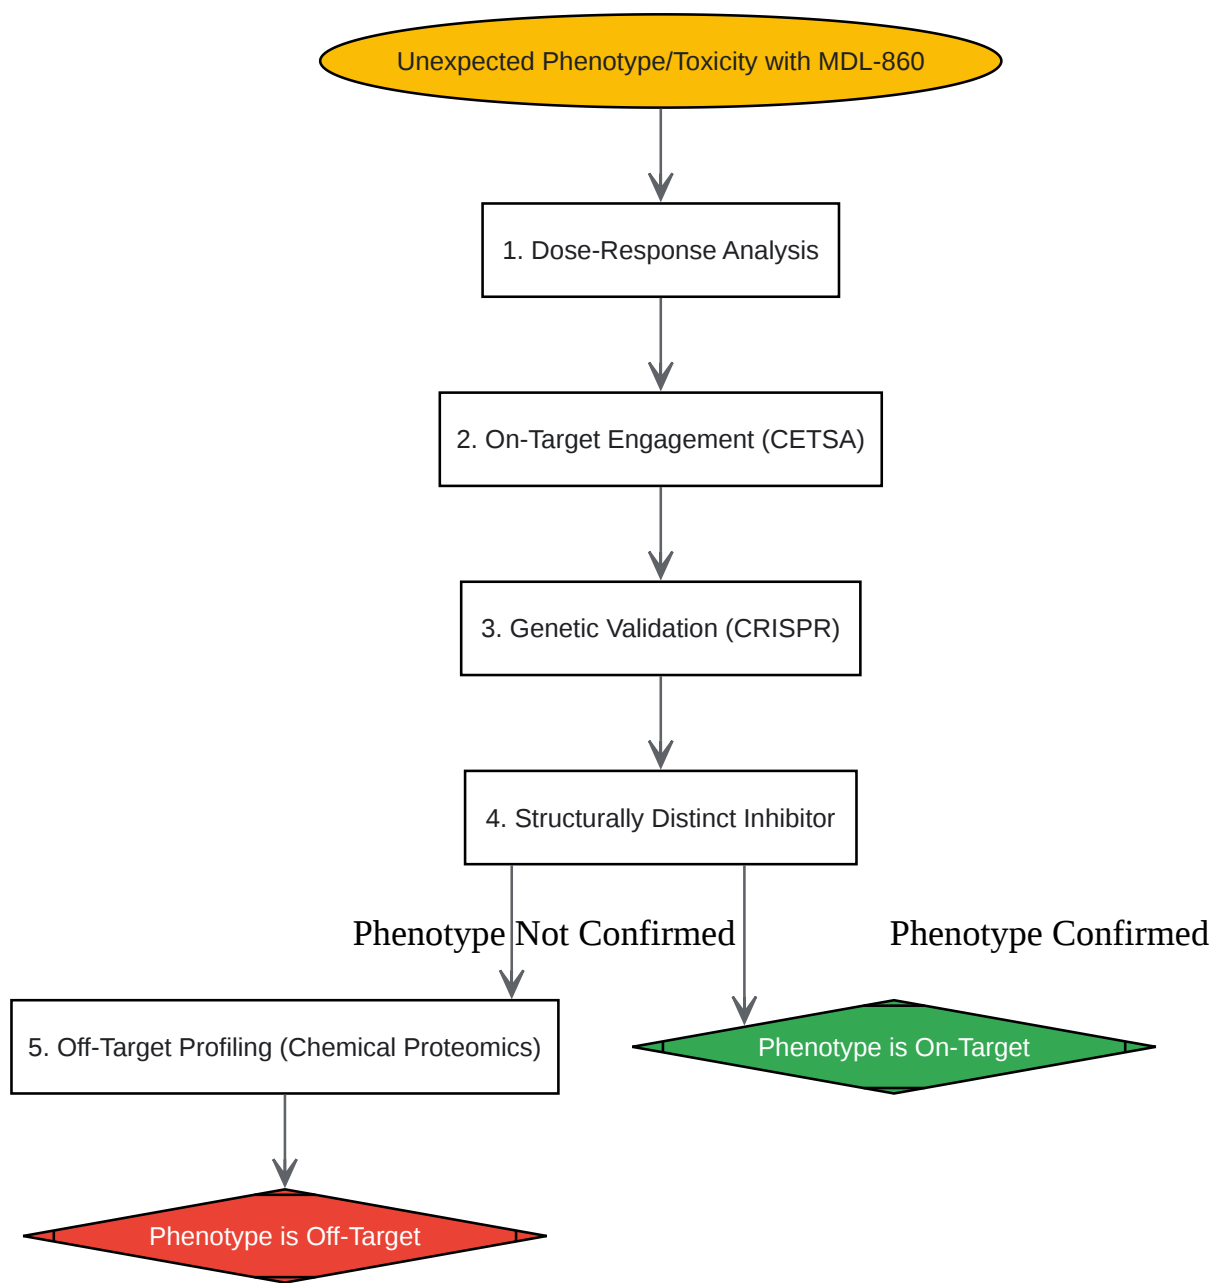 Unexpected Phenotype/Toxicity with MDL-860
1. Dose-Response Analysis
2. On-Target Engagement (CETSA)
3. Genetic Validation (CRISPR)
4. Structurally Distinct Inhibitor
Phenotype Not Confirmed
Phenotype Confirmed
5. Off-Target Profiling (Chemical Proteomics)
Phenotype is On-Target
Phenotype is Off-Target